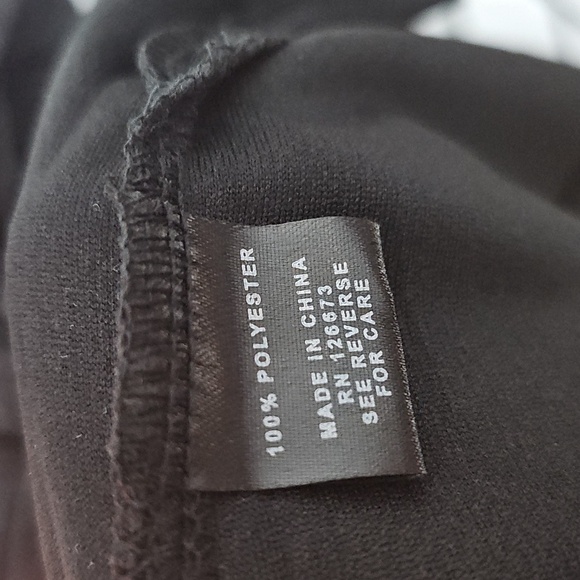 100% POLYESTER
MADE IN CHINA
RN 126673
SEE REVERSE
FOR CARE